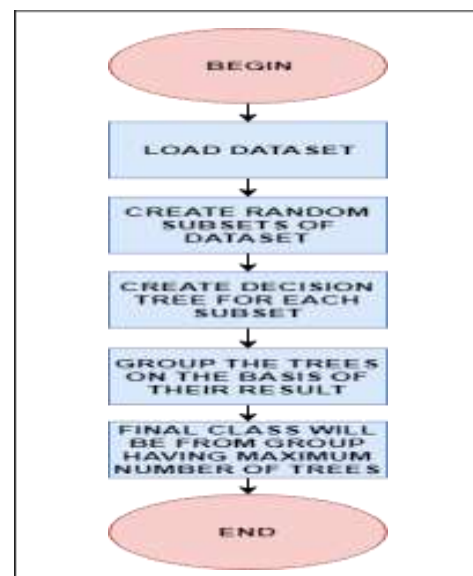 BEGIN
LOAD DATASET
CREATE RANDOM
SUBSETS OF
DATASET
CREATE DECISION
TREE FOR EACH
SUBSET
GROUP THE TREES
ON THE BASIS OF
THEIR RESULT
FINAL CLASS WILL
BE FROM GROUP
HAVING MAXIMUM
NUMBER OF TREES
END